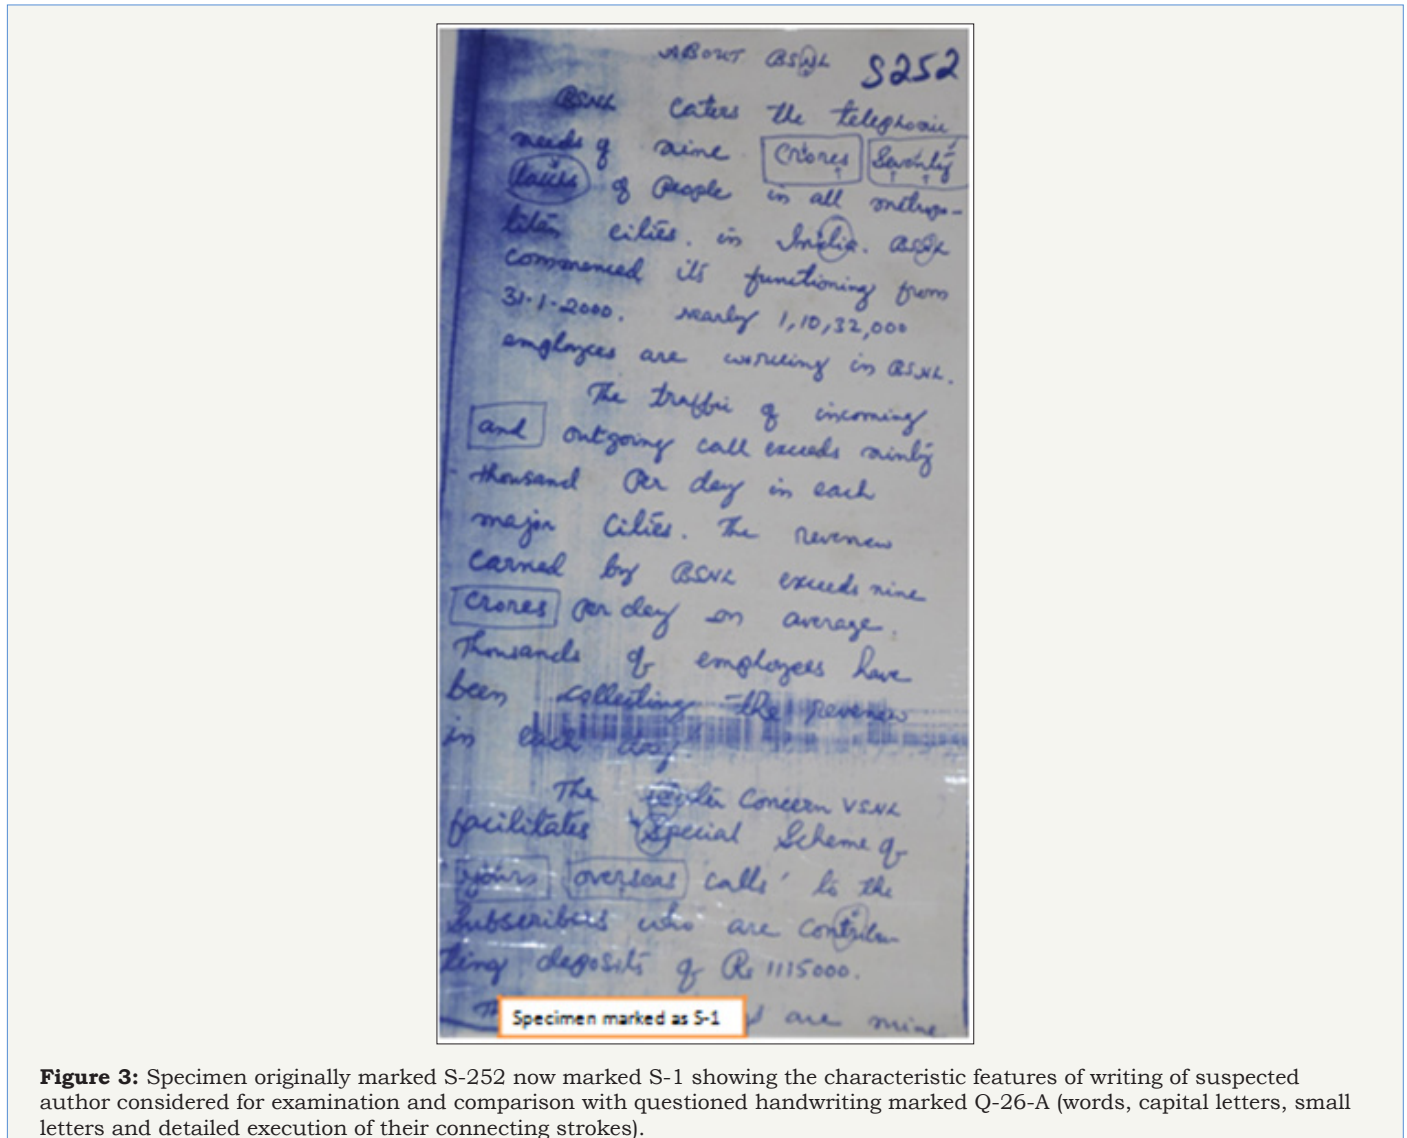 ABOUT BSNL S252
BSNL caters the telephonic
needs of nine Crores Seventy
lakhs of People in all metropo-
liten cities. in India. BSNL
commenced its functioning from
31-1-2000. nearly 1,10,32,000
employees are working in BSNL.
The traffic of incoming
and outgoing call exceeds ninty
thousand Per day in each
major Cities. The revenew
earned by BSNL exceeds nine
Crores Per day on average.
Thousands of employees have
been collecting the revenew
in each day.
The Concern VSNL
facilitates Special Scheme of
yours overseas calls' to the
Subscribers who are contribu-
ting deposits of Rs 1115000.
are nine
Specimen marked as S-1
Figure 3: Specimen originally marked S-252 now marked S-1 showing the characteristic features of writing of suspected
author considered for examination and comparison with questioned handwriting marked Q-26-A (words, capital letters, small
letters and detailed execution of their connecting strokes).